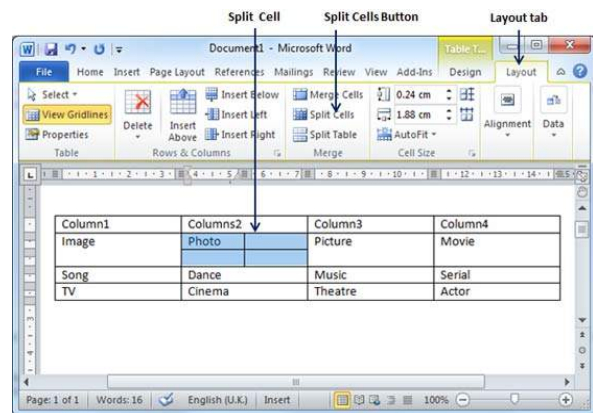 Split Cell Split Cells Button Layout tab
Document1 - Microsoft Word Table T...
File Home Insert Page Layout References Mailings Review View Add-Ins Design Layout
Select Insert Below Merge Cells 0.24 cm
View Gridlines Delete Insert Above Insert Left Split Cells 1.88 cm Alignment Data
Properties Insert Right Split Table AutoFit
Table Rows & Columns Merge Cell Size
Column1 Columns2 Column3 Column4
Image Photo Picture Movie
Song Dance Music Serial
TV Cinema Theatre Actor
Page: 1 of 1 Words: 16 English (U.K.) Insert 100%